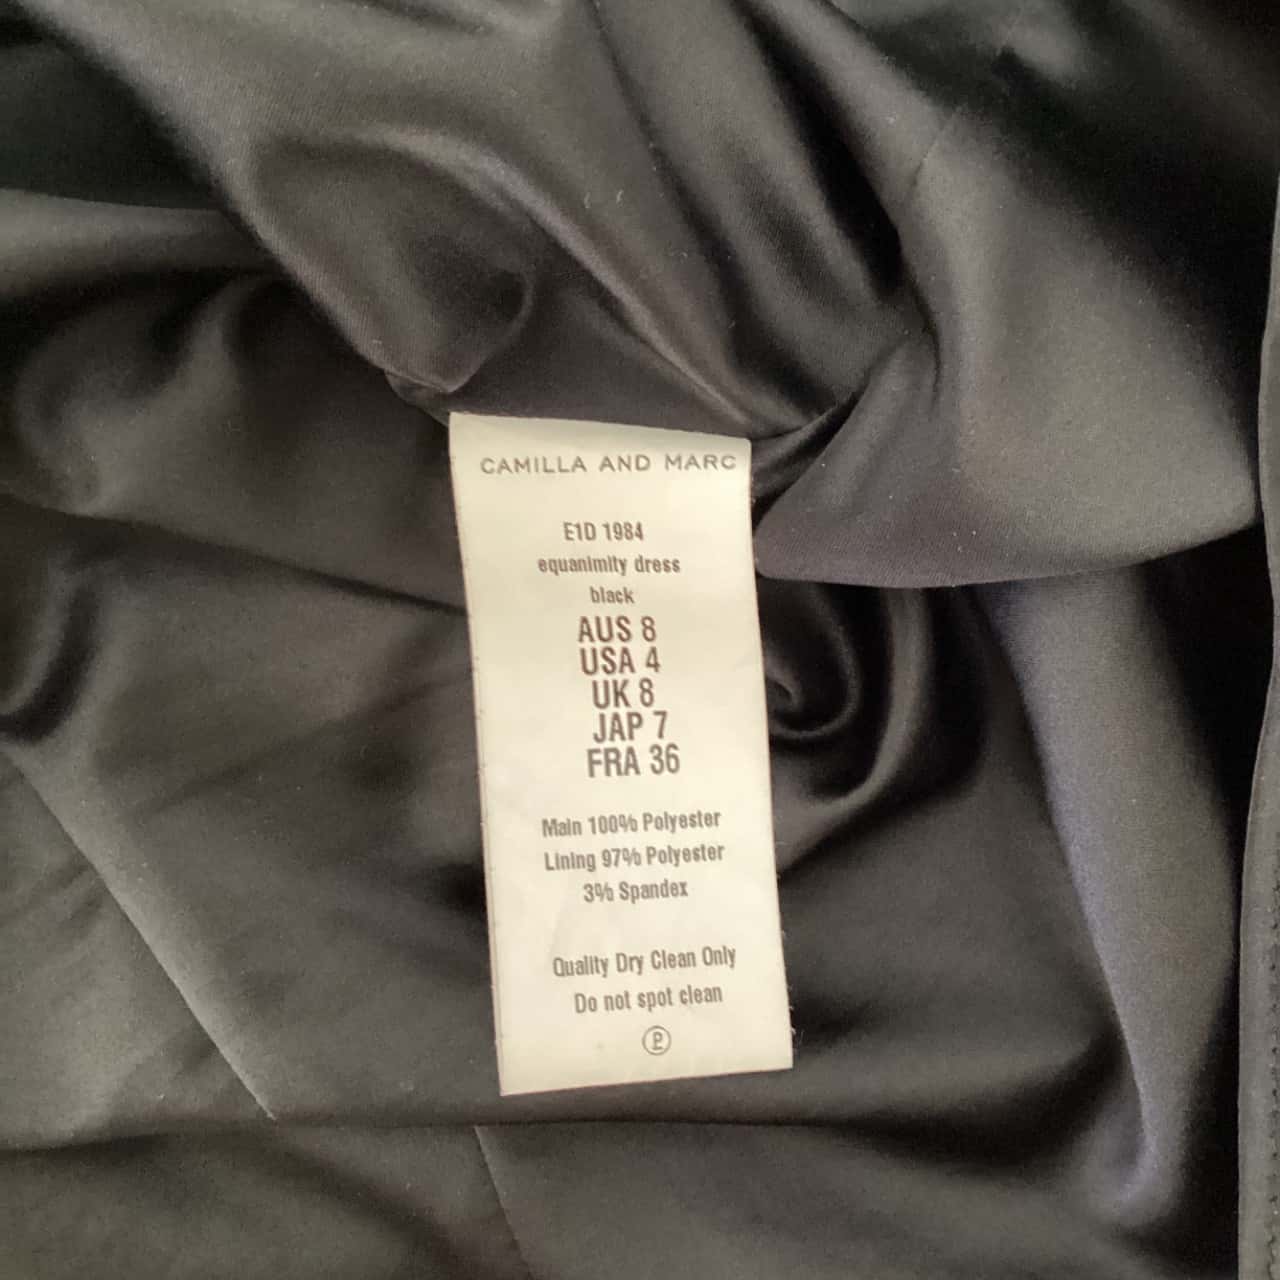 CAMILLA AND MARC
E1D 1984
equanimity dress
black
AUS 8
USA 4
UK 8
JAP 7
FRA 36
Main 100% Polyester
Lining 97% Polyester
3% Spandex
Quality Dry Clean Only
Do not spot clean
P